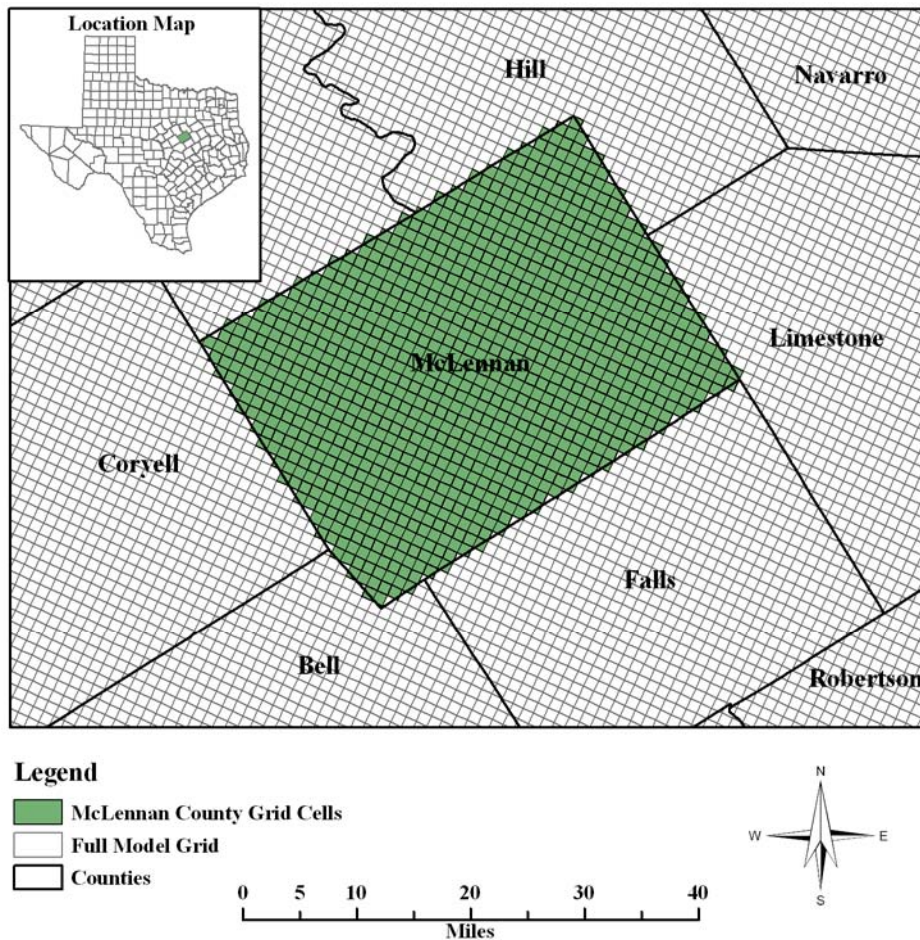 Location Map
Hill
Navarro
McLennan
Limestone
Coryell
Falls
Bell
Robertson
Legend
McLennan County Grid Cells
Full Model Grid
Counties
N
W
E
S
0 5 10 20 30 40
Miles